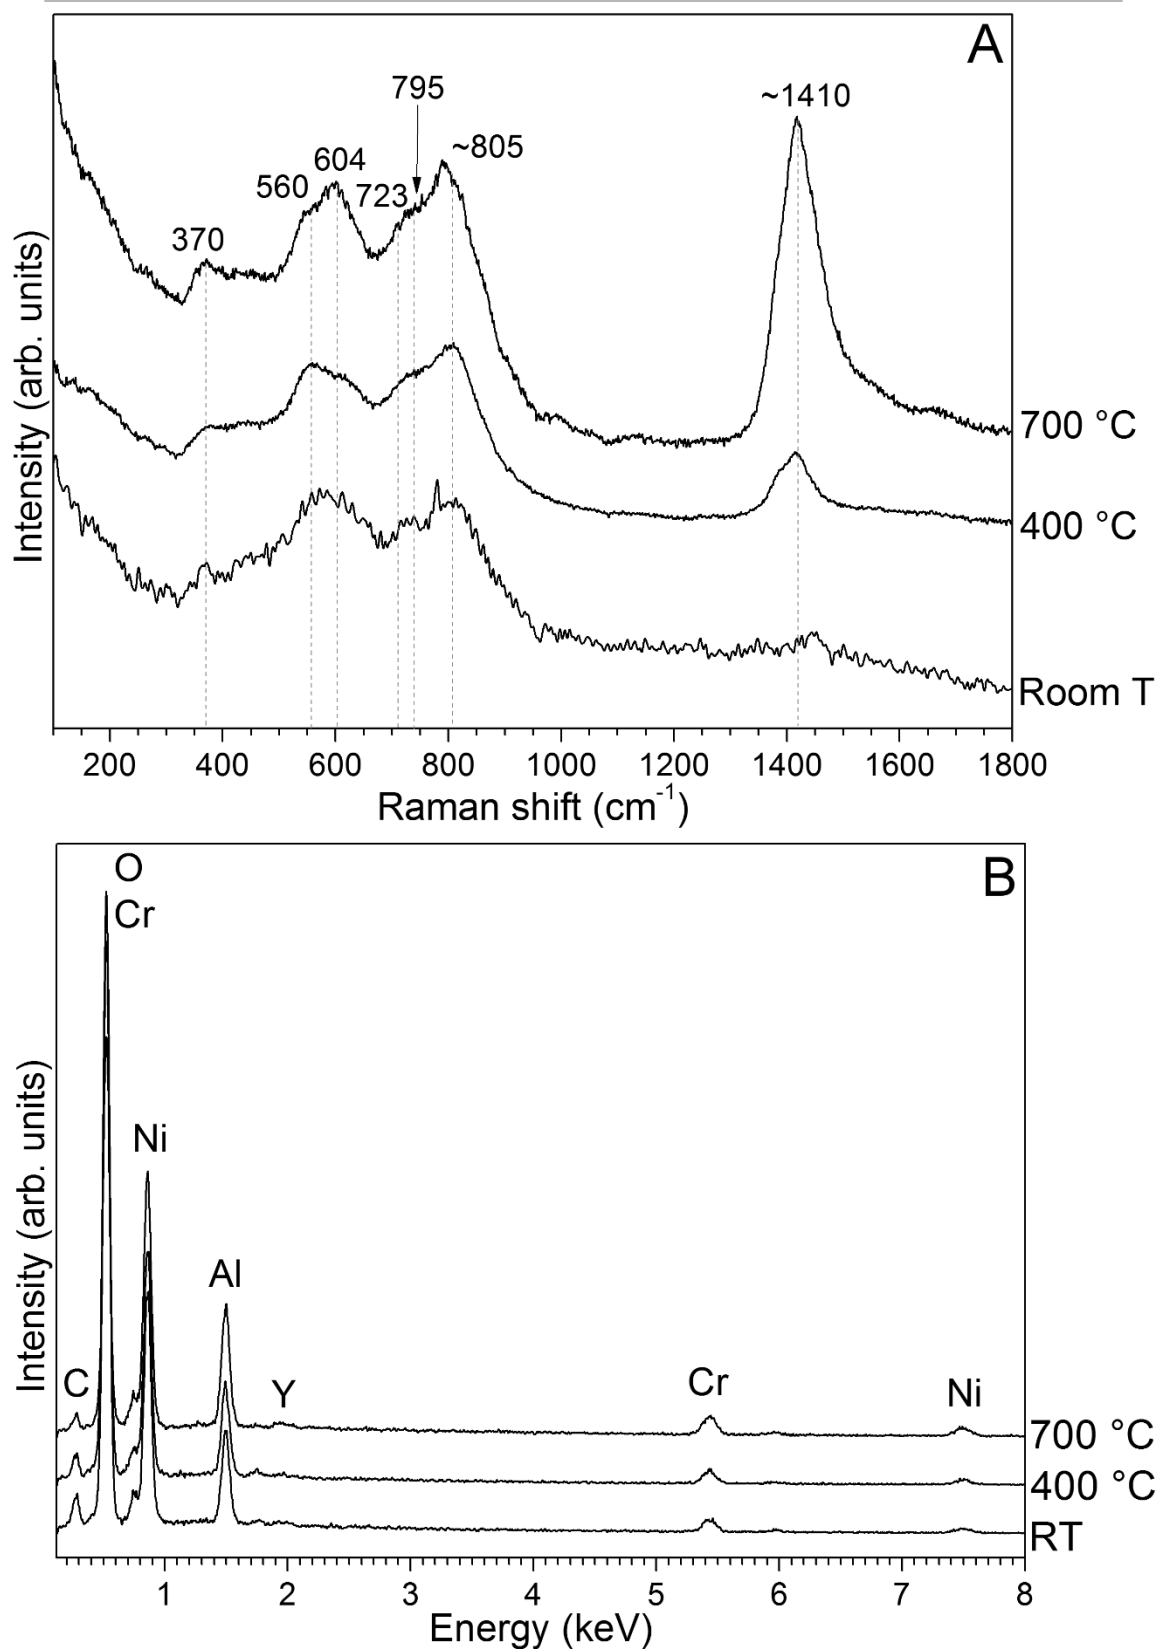 A
795
~1410
~805
604
560
723
370
700 °C
400 °C
Room T
Intensity (arb. units)
200 400 600 800 1000 1200 1400 1600 1800
Raman shift (cm-1)
B
O
Cr
Ni
Al
C
Y
Cr
Ni
700 °C
400 °C
RT
Intensity (arb. units)
1 2 3 4 5 6 7 8
Energy (keV)